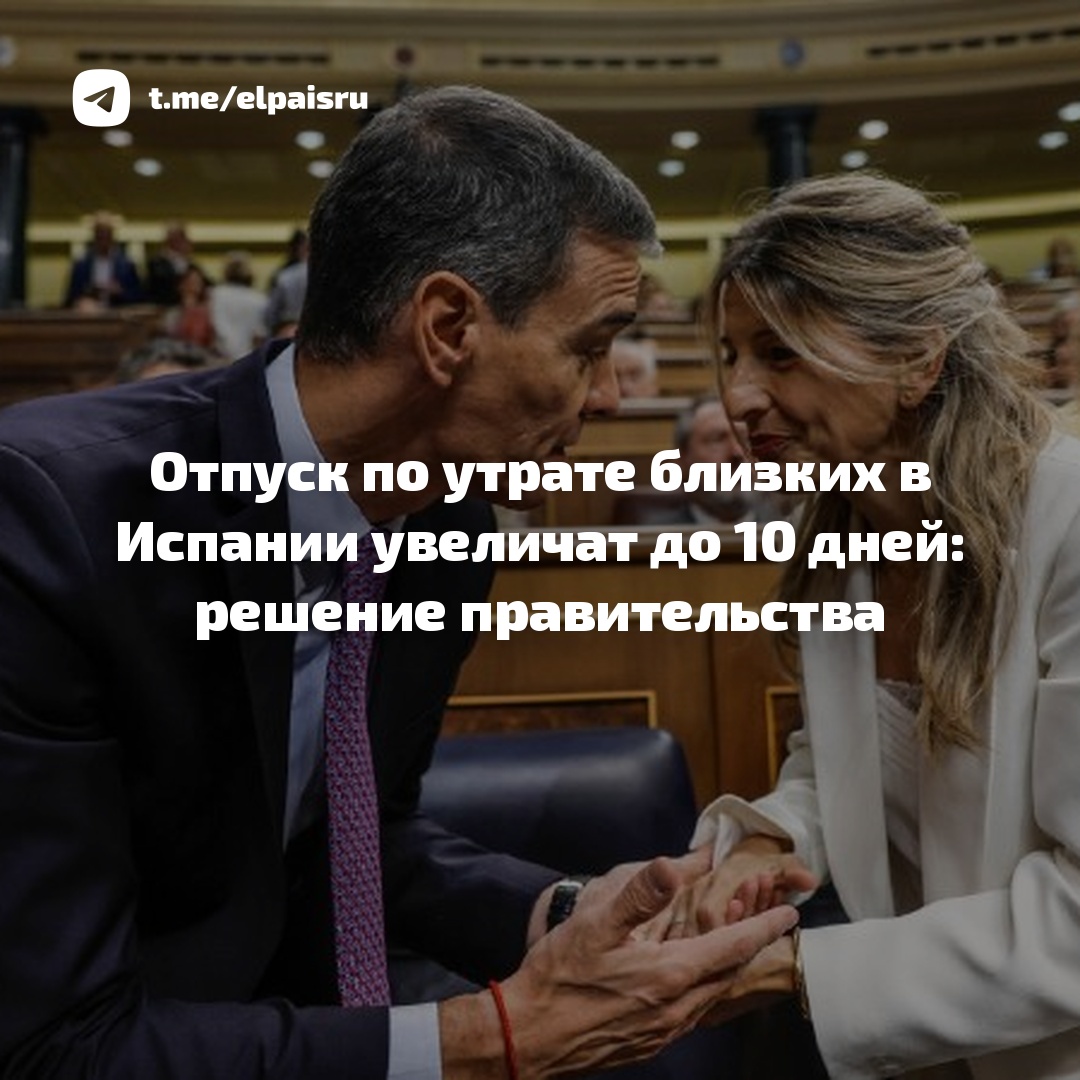 t.me/elpaisru
Отпуск по утрате близких в
Испании увеличат до 10 дней:
решение правительства